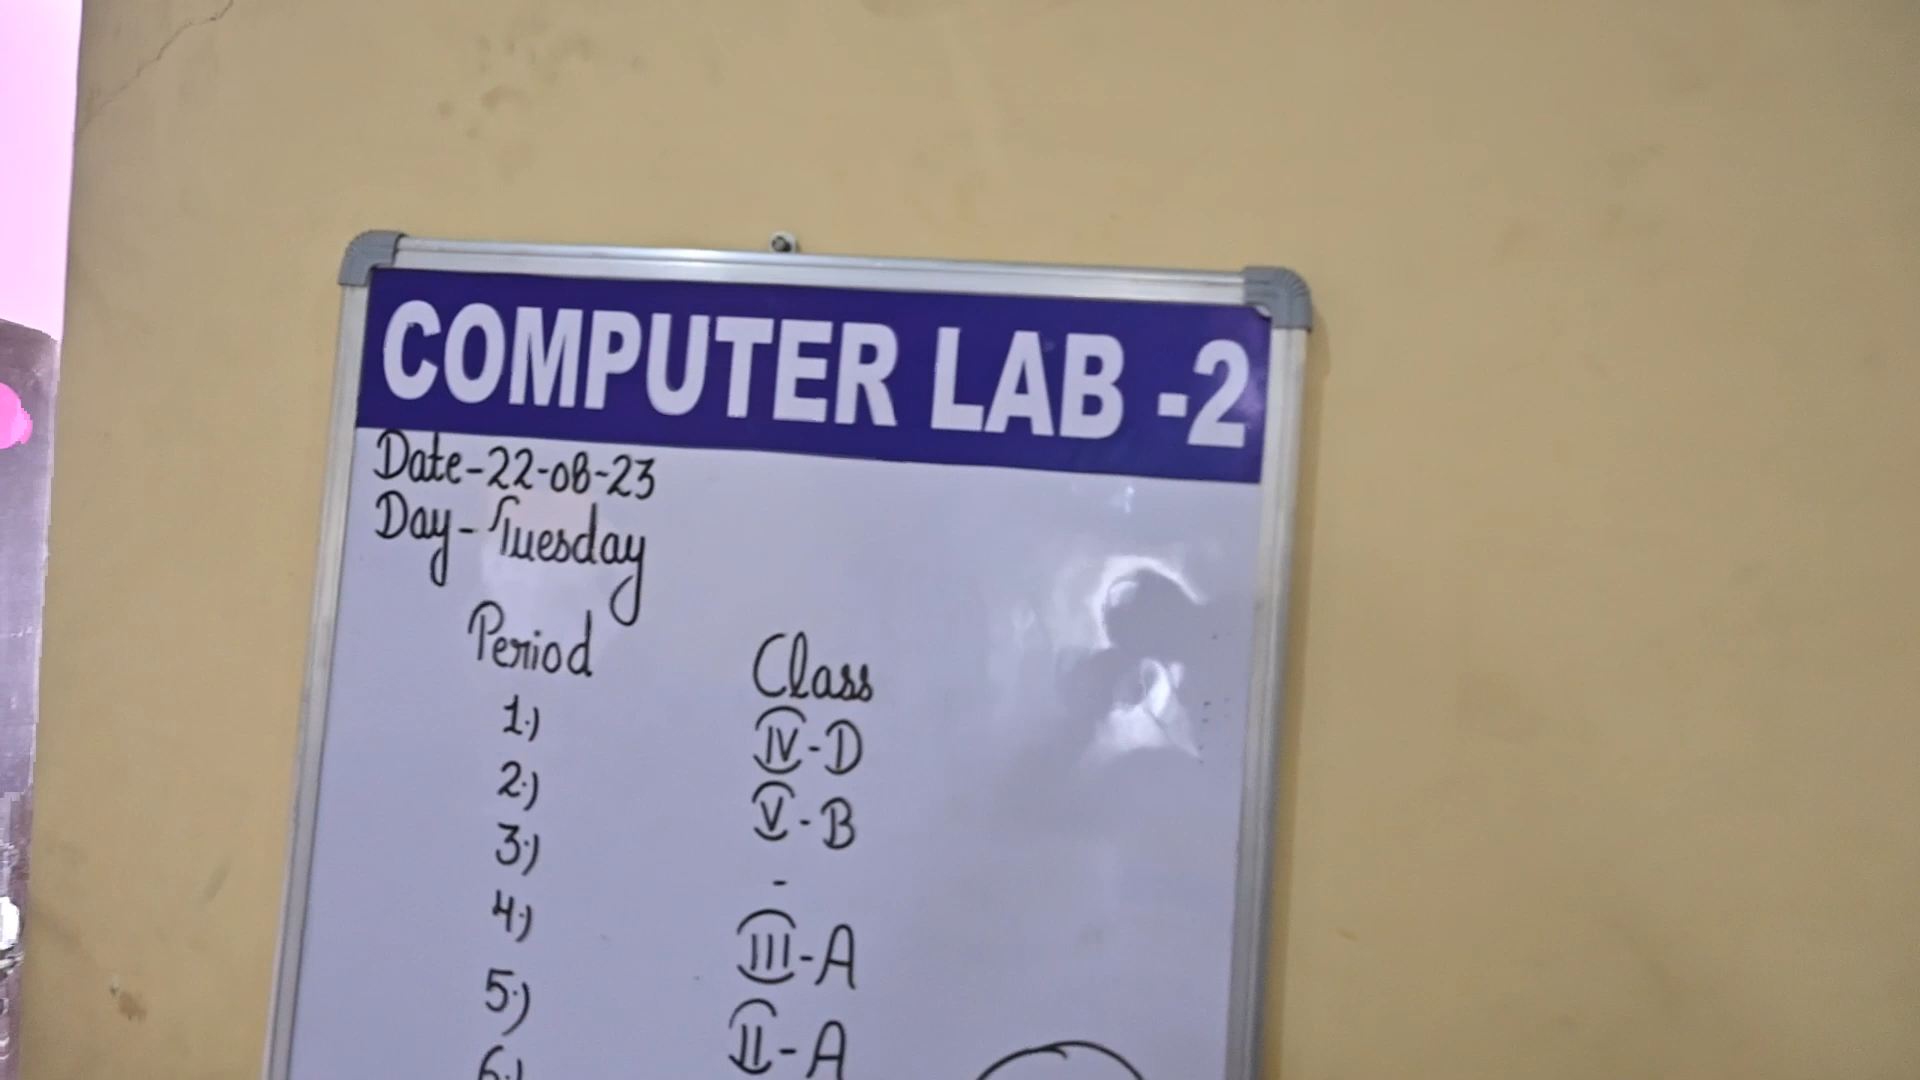 COMPUTER LAB -2
Date-22-08-23
Day-Tuesday
Period Class
1.) IV-D
2.) V-B
3.) -
4.) III-A
5.) II-A
6.)